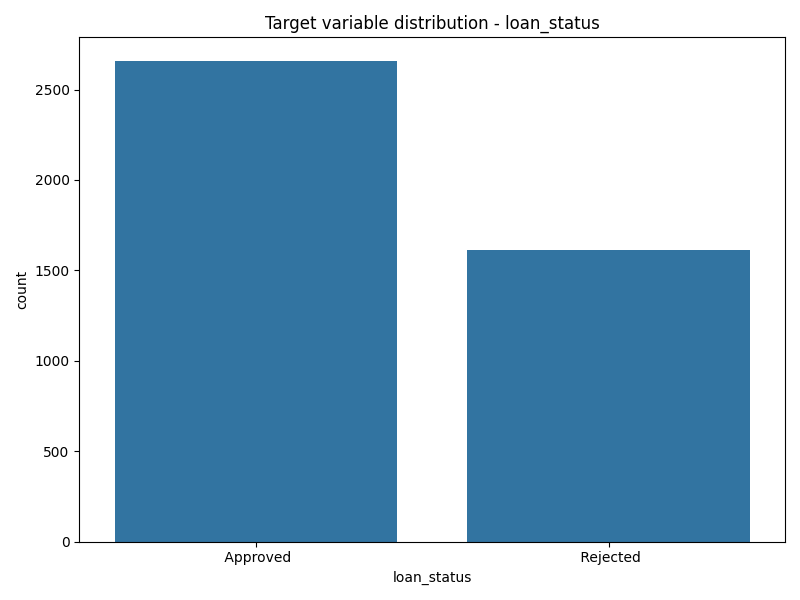 Target variable distribution - loan_status
count
2500
2000
1500
1000
500
0
Approved Rejected
loan_status